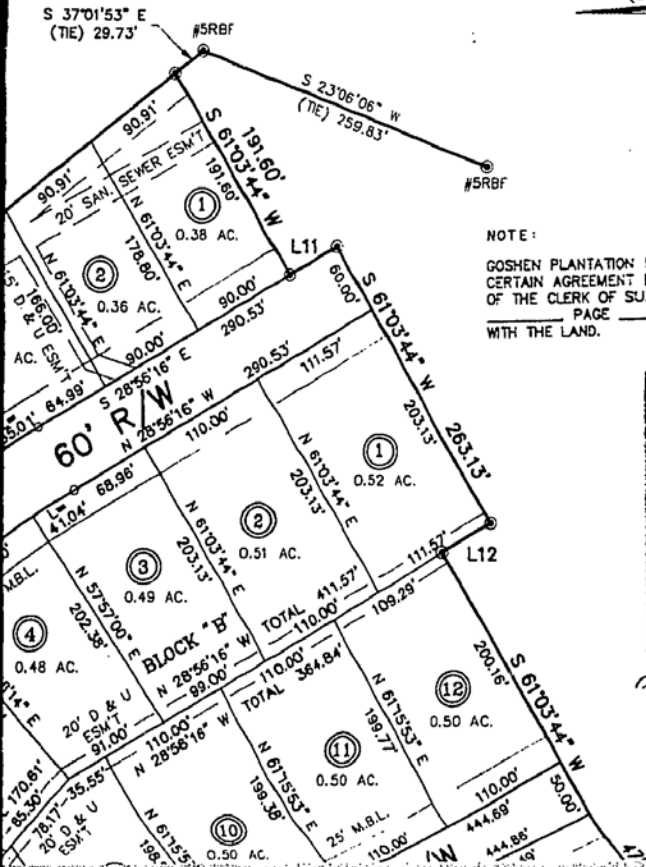 S 37°01'53" E
(TIE) 29.73'
#5RBF
S 23°06'06" W
(TIE) 259.83'
#5RBF
90.91'
90.91'
20' SAN. SEWER ESM'T
S 61°03'44" W
191.60'
191.60'
1
0.38 AC.
N 61°03'44" E
178.80'
2
0.36 AC.
N 61°03'44" E
166.00'
D & U ESM'T
AC.
L11
60.00'
90.00'
290.53'
90.00'
S 28°56'16" E
64.99'
60' R/W
N 28°56'16" W
290.53'
111.57'
110.00'
68.96'
L=
41.04'
NOTE:
GOSHEN PLANTATION
CERTAIN AGREEMENT
OF THE CLERK OF
PAGE
WITH THE LAND.
S 61°03'44" W
263.13'
203.13'
1
0.52 AC.
N 61°03'44" E
203.13'
2
0.51 AC.
N 61°03'44" E
203.13'
3
0.49 AC.
N 57°57'00" E
202.38'
M.B.L.
4
0.48 AC.
BLOCK "B"
N 28°56'16" W
TOTAL 411.57'
111.57'
L12
110.00'
99.00'
91.00'
20' D & U
ESM'T
109.29'
110.00'
TOTAL 364.84'
110.00'
N 28°56'16" W
S 61°03'44" W
200.16'
12
0.50 AC.
N 61°15'53" E
199.77'
11
0.50 AC.
N 61°15'53" E
199.38'
10
0.50 AC.
170.61'
85.30'
78.17'
35.55'
20' D & U
ESM'T
25' M.B.L.
110.00'
110.00'
50.00'
444.69'
444.86'